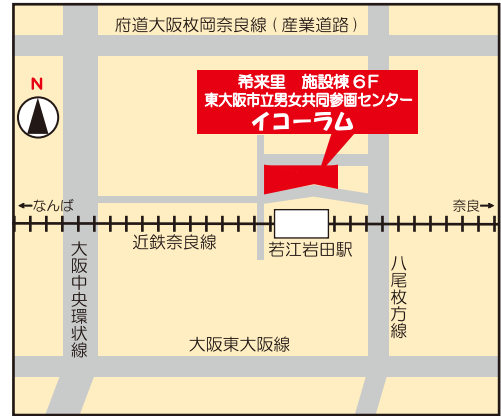 府道大阪枚岡奈良線(産業道路)
N
希来里 施設棟6F
東大阪市立男女共同参画センター
イコーラム
←なんば
奈良→
近鉄奈良線
若江岩田駅
大阪中央環状線
八尾枚方線
大阪東大阪線